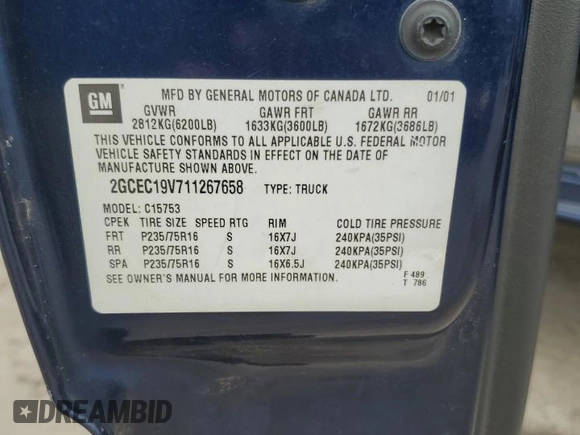 GM
MFD BY GENERAL MOTORS OF CANADA LTD. 01/01
GVWR GAWR FRT GAWR RR
2812KG(6200LB) 1633KG(3600LB) 1672KG(3686LB)
THIS VEHICLE CONFORMS TO ALL APPLICABLE U.S. FEDERAL MOTOR
VEHICLE SAFETY STANDARDS IN EFFECT ON THE DATE OF
MANUFACTURE SHOWN ABOVE.
2GCEC19V711267658 TYPE: TRUCK
MODEL: C15753
CPEK TIRE SIZE SPEED RTG RIM COLD TIRE PRESSURE
FRT P235/75R16 S 16X7J 240KPA(35PSI)
RR P235/75R16 S 16X7J 240KPA(35PSI)
SPA P235/75R16 S 16X6.5J 240KPA(35PSI)
SEE OWNER'S MANUAL FOR MORE INFORMATION.
F 489
T 786
DREAMBID